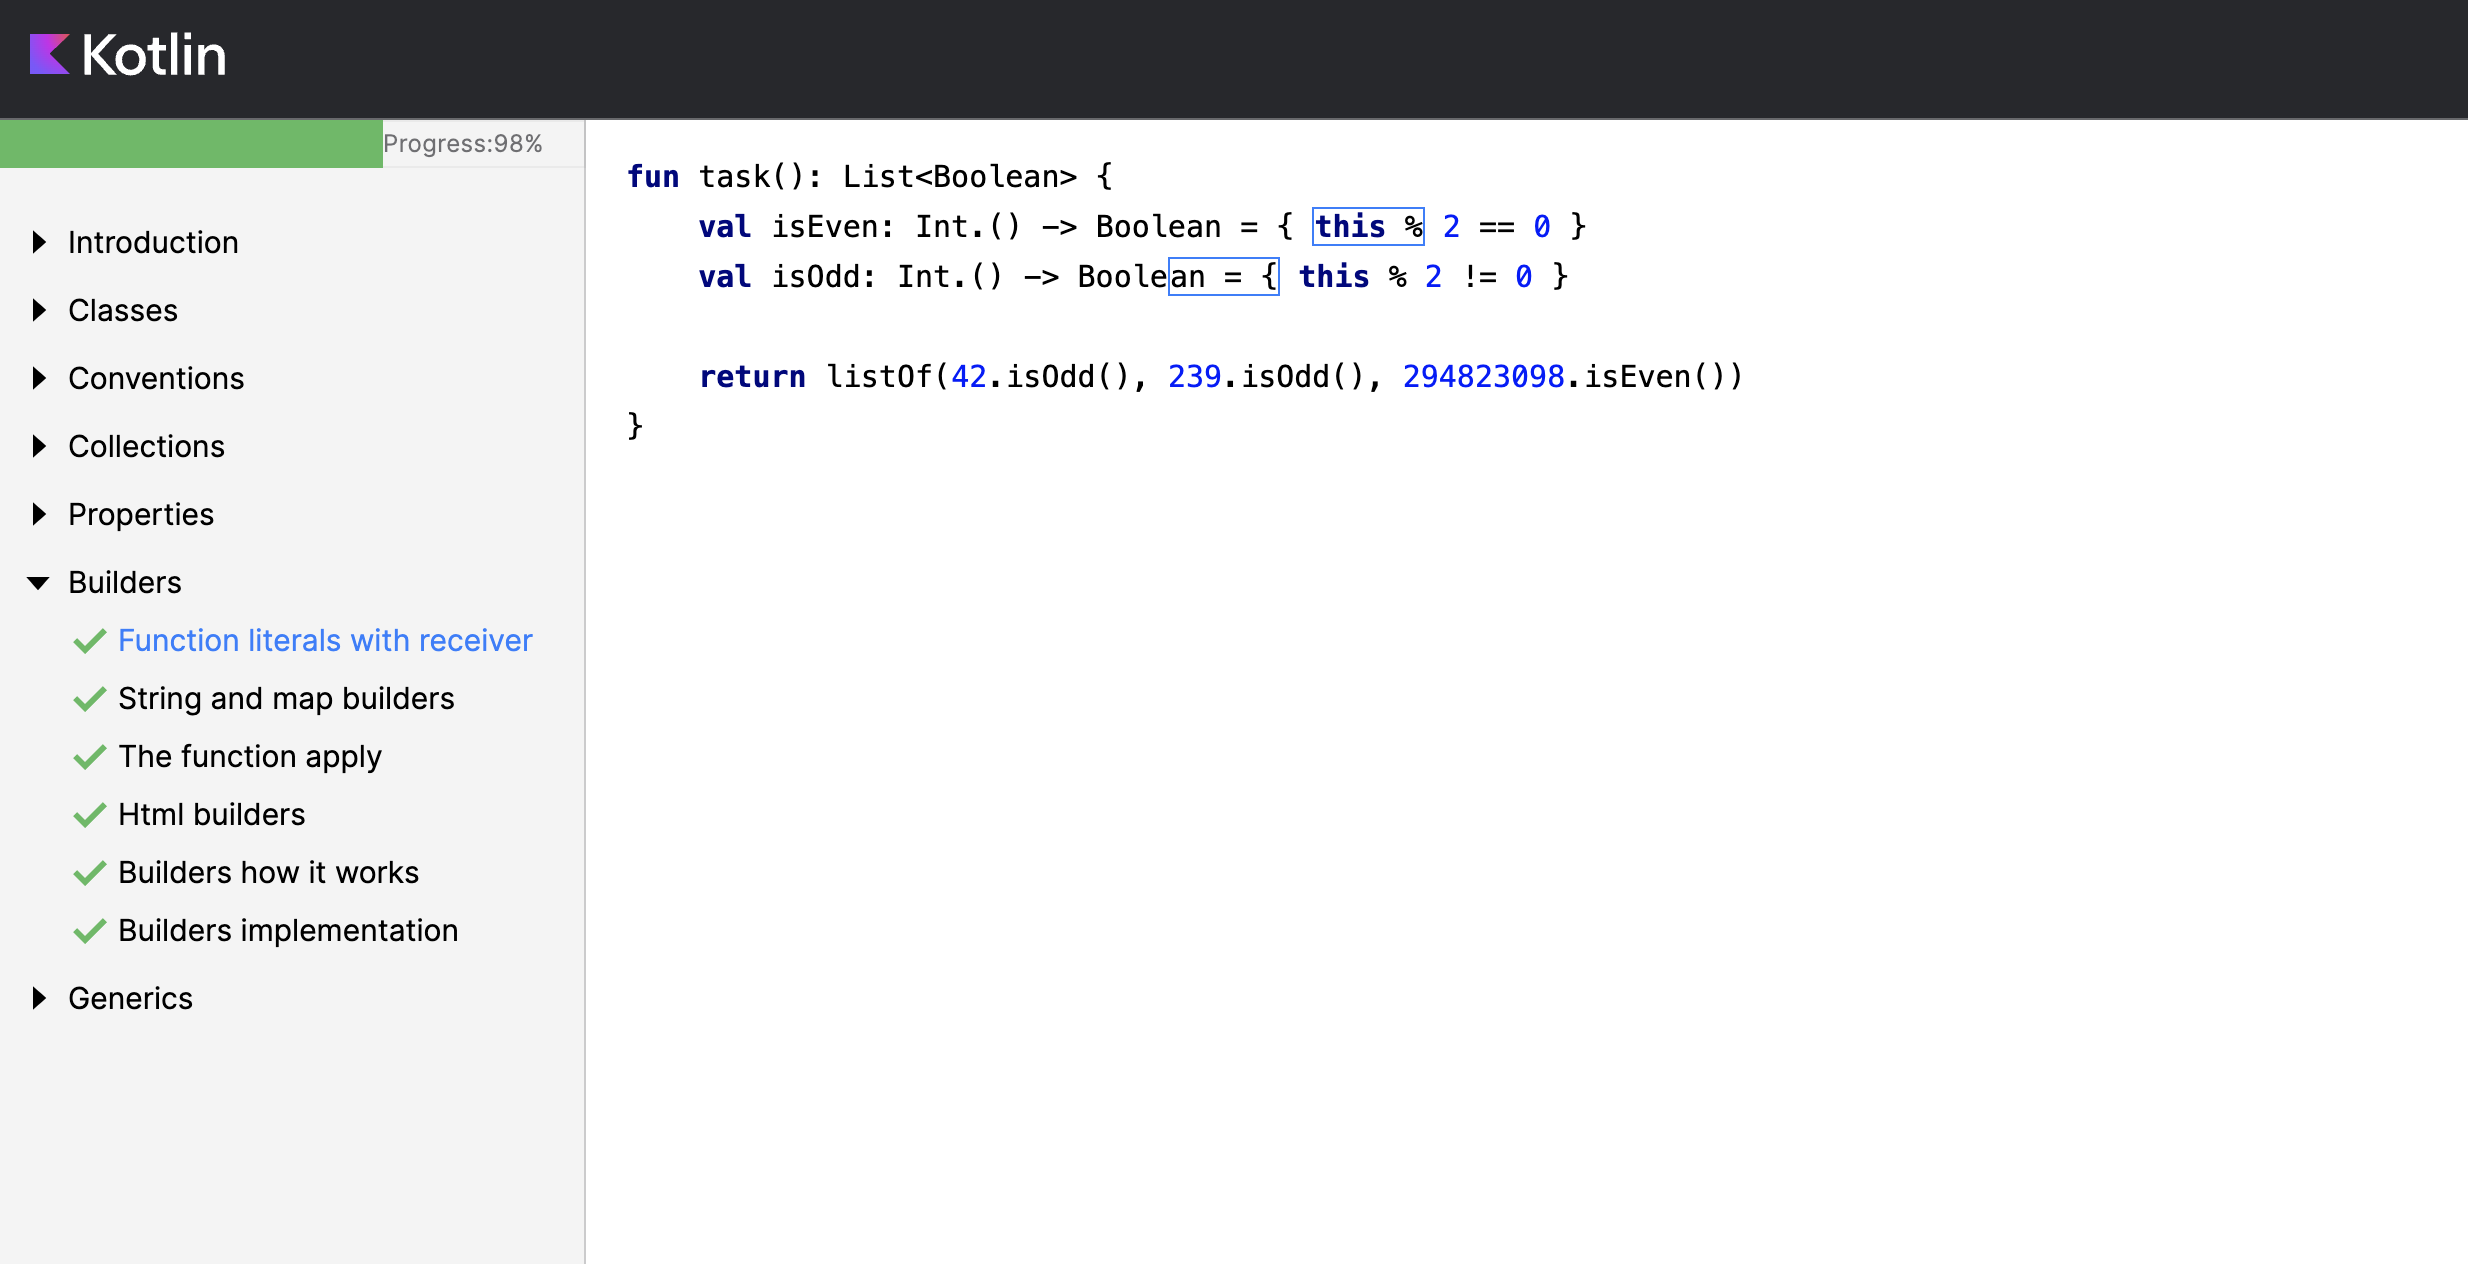 Kotlin
Progress:98%
Introduction
Classes
Conventions
Collections
Properties
Builders
Function literals with receiver
String and map builders
The function apply
Html builders
Builders how it works
Builders implementation
Generics
fun task(): List<Boolean> {
    val isEven: Int.() -> Boolean = { this % 2 == 0 }
    val isOdd: Int.() -> Boolean = { this % 2 != 0 }
    return listOf(42.isOdd(), 239.isOdd(), 294823098.isEven())
}